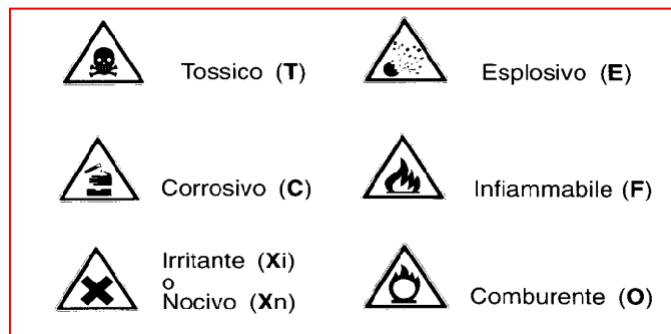 Tossico (T)
Esplosivo (E)
Corrosivo (C)
Infiammabile (F)
Irritante (Xi)
o
Nocivo (Xn)
Comburente (O)